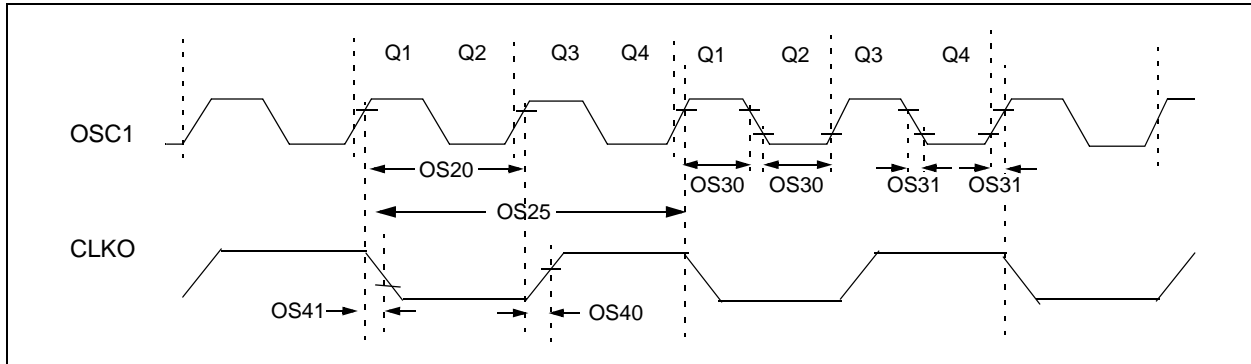 Q1 Q2 Q3 Q4 Q1 Q2 Q3 Q4
OSC1
OS20
OS30 OS30 OS31 OS31
OS25
CLKO
OS41 OS40